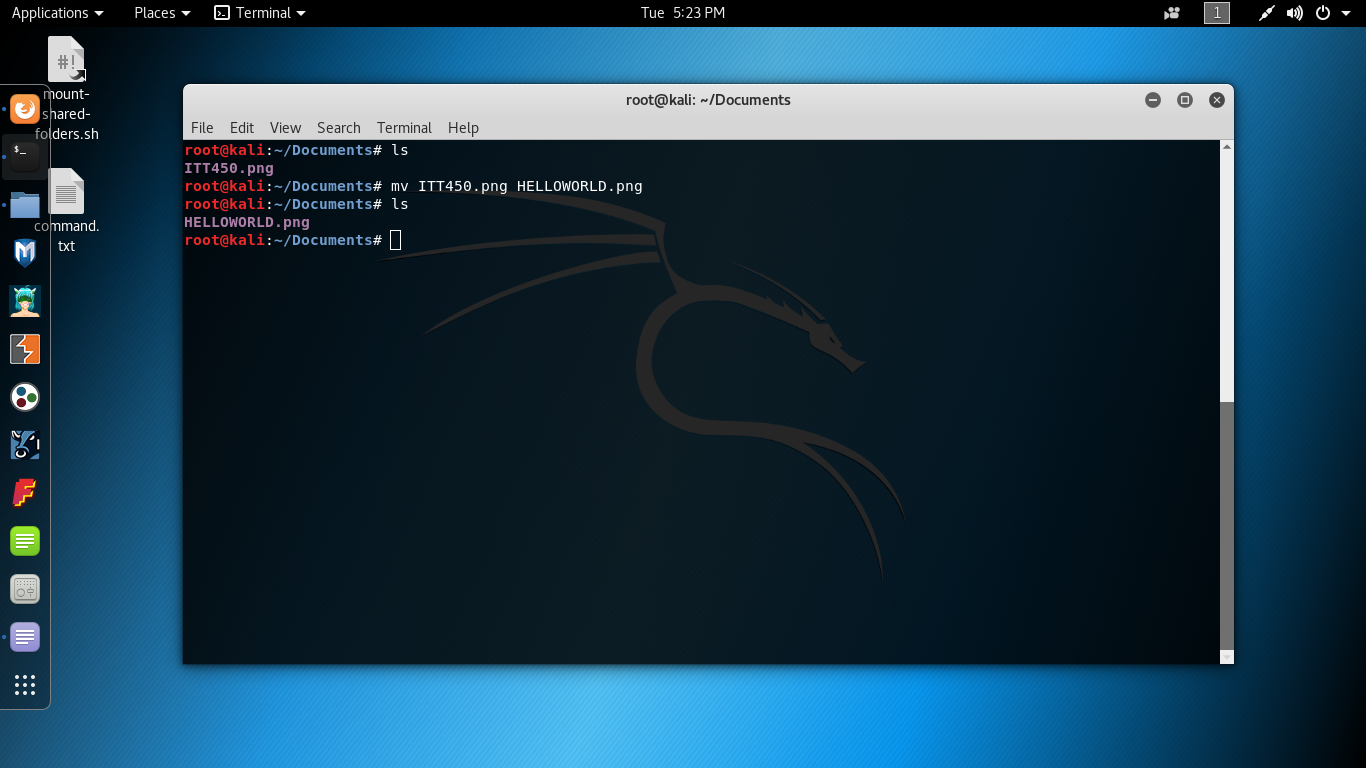 Applications Places Terminal Tue 5:23 PM 1
#!
mount-
shared-
folders.sh
$_
command.
txt
root@kali: ~/Documents
File Edit View Search Terminal Help
root@kali:~/Documents# ls
ITT450.png
root@kali:~/Documents# mv ITT450.png HELLOWORLD.png
root@kali:~/Documents# ls
HELLOWORLD.png
root@kali:~/Documents#